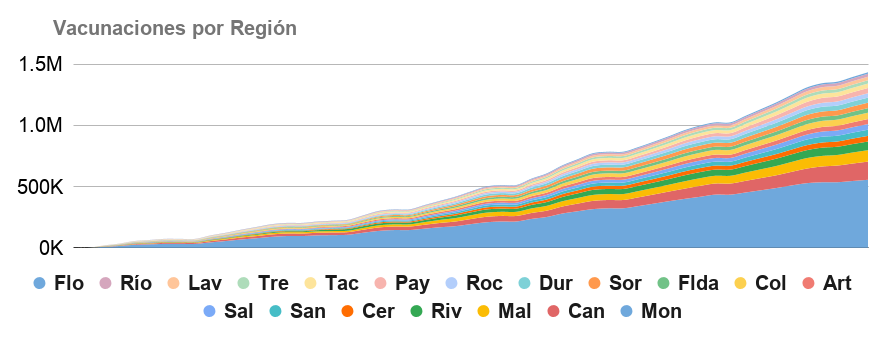 Vacunaciones por Región
1.5M
1.0M
500K
0K
Flo Río Lav Tre Tac Pay Roc Dur Sor Flda Col Art
Sal San Cer Riv Mal Can Mon